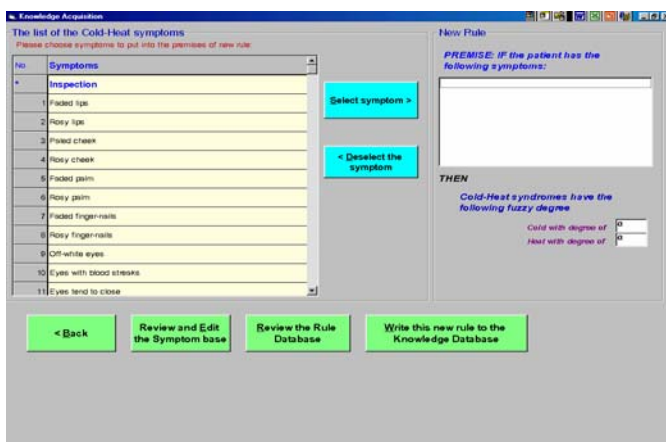 Knowledge Acquisition
The list of the Cold-Heat symptoms
Please choose symptoms to put into the premises of new rule:
No Symptoms
* Inspection
1 Faded lips
2 Rosy lips
3 Paled cheek
4 Rosy cheek
5 Faded palm
6 Rosy palm
7 Faded finger-nails
8 Rosy finger-nails
9 Off-white eyes
10 Eyes with blood streaks
11 Eyes tend to close
Select symptom >
< Deselect the
symptom
New Rule
PREMISE: IF the patient has the
following symptoms:
THEN
Cold-Heat syndromes have the
following fuzzy degree
Cold with degree of 0
Heat with degree of 0
< Back
Review and Edit
the Symptom base
Review the Rule
Database
Write this new rule to the
Knowledge Database